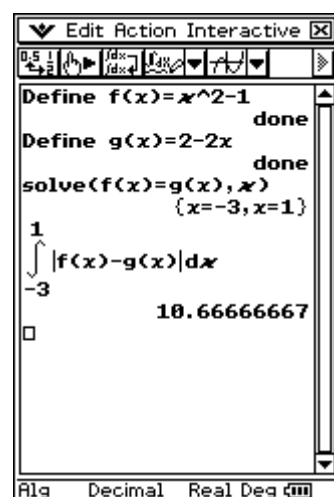 Edit Action Interactive
Define f(x)=x^2-1
done
Define g(x)=2-2x
done
solve(f(x)=g(x),x)
{x=-3,x=1}
1
∫|f(x)-g(x)|dx
-3
10.66666667
Alg Decimal Real Deg